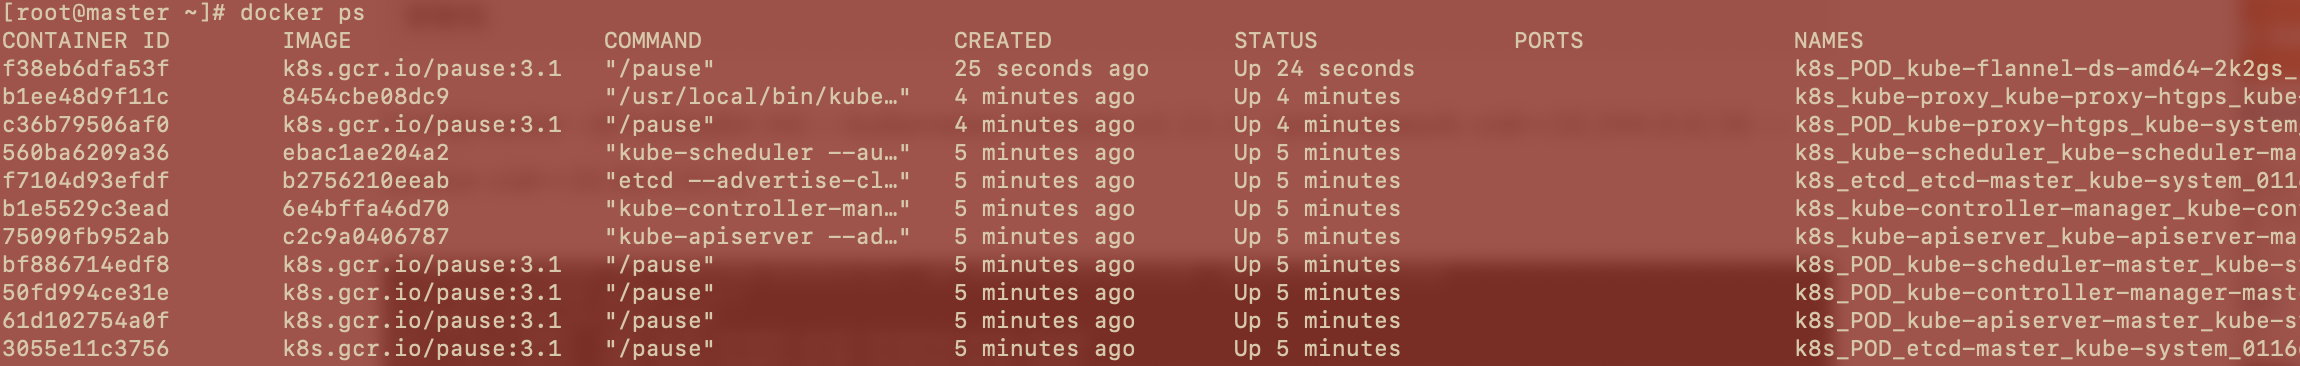 [root@master ~]# docker ps
CONTAINER ID        IMAGE                  COMMAND                  CREATED             STATUS              PORTS               NAMES
f38eb6dfa53f        k8s.gcr.io/pause:3.1   "/pause"                 25 seconds ago      Up 24 seconds                           k8s_POD_kube-flannel-ds-amd64-2k2gs_
b1ee48d9f11c        8454cbe08dc9           "/usr/local/bin/kube…"   4 minutes ago       Up 4 minutes                            k8s_kube-proxy_kube-proxy-htgps_kube-
c36b79506af0        k8s.gcr.io/pause:3.1   "/pause"                 4 minutes ago       Up 4 minutes                            k8s_POD_kube-proxy-htgps_kube-system_
560ba6209a36        ebac1ae204a2           "kube-scheduler --au…"   5 minutes ago       Up 5 minutes                            k8s_kube-scheduler_kube-scheduler-ma
f7104d93efdf        b2756210eeab           "etcd --advertise-cl…"   5 minutes ago       Up 5 minutes                            k8s_etcd_etcd-master_kube-system_0116
b1e5529c3ead        6e4bffa46d70           "kube-controller-man…"   5 minutes ago       Up 5 minutes                            k8s_kube-controller-manager_kube-con
75090fb952ab        c2c9a0406787           "kube-apiserver --ad…"   5 minutes ago       Up 5 minutes                            k8s_kube-apiserver_kube-apiserver-ma
bf886714edf8        k8s.gcr.io/pause:3.1   "/pause"                 5 minutes ago       Up 5 minutes                            k8s_POD_kube-scheduler-master_kube-s
50fd994ce31e        k8s.gcr.io/pause:3.1   "/pause"                 5 minutes ago       Up 5 minutes                            k8s_POD_kube-controller-manager-mast
61d102754a0f        k8s.gcr.io/pause:3.1   "/pause"                 5 minutes ago       Up 5 minutes                            k8s_POD_kube-apiserver-master_kube-s
3055e11c3756        k8s.gcr.io/pause:3.1   "/pause"                 5 minutes ago       Up 5 minutes                            k8s_POD_etcd-master_kube-system_0116